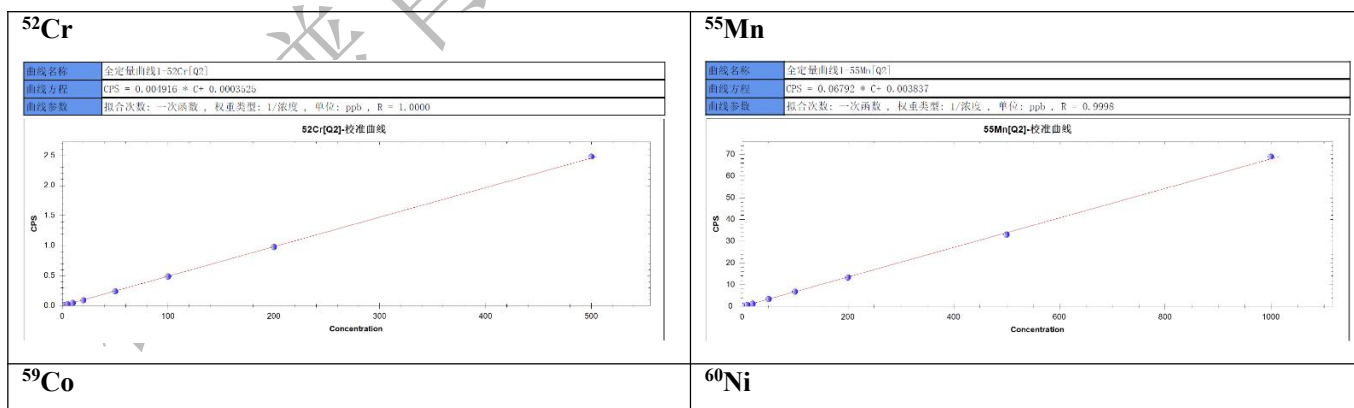 ⁵²Cr
曲线名称 全定量曲线1-52Cr[Q2]
曲线方程 CPS = 0.004916 * C+ 0.0003525
曲线参数 拟合次数: 一次函数 , 权重类型: 1/浓度 , 单位: ppb , R = 1.0000
52Cr[Q2]-校准曲线
2.5
2.0
1.5
1.0
0.5
0.0
CPS
0 100 200 300 400 500
Concentration
⁵⁵Mn
曲线名称 全定量曲线1-55Mn[Q2]
曲线方程 CPS = 0.06792 * C+ 0.003837
曲线参数 拟合次数: 一次函数 , 权重类型: 1/浓度 , 单位: ppb , R = 0.9998
55Mn[Q2]-校准曲线
70
60
50
40
30
20
10
0
CPS
0 200 400 600 800 1000
Concentration
⁵⁹Co
⁶⁰Ni